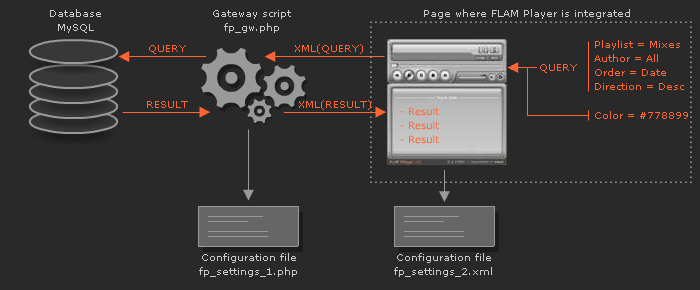 Database
MySQL
Gateway script
fp_gw.php
Page where FLAM Player is integrated
QUERY
XML(QUERY)
QUERY
Playlist = Mixes
Author = All
Order = Date
Direction = Desc
RESULT
XML(RESULT)
- Result
- Result
- Result
Color = #778899
Configuration file
fp_settings_1.php
Configuration file
fp_settings_2.xml